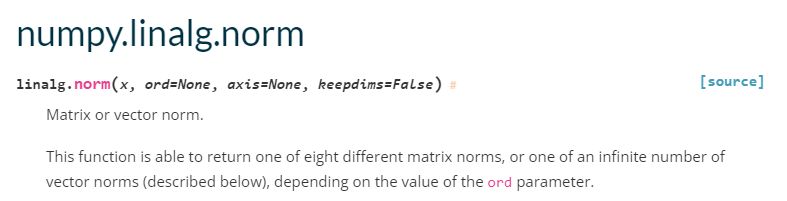 numpy.linalg.norm
linalg.norm(x, ord=None, axis=None, keepdims=False) # [source]
Matrix or vector norm.
This function is able to return one of eight different matrix norms, or one of an infinite number of
vector norms (described below), depending on the value of the ord parameter.